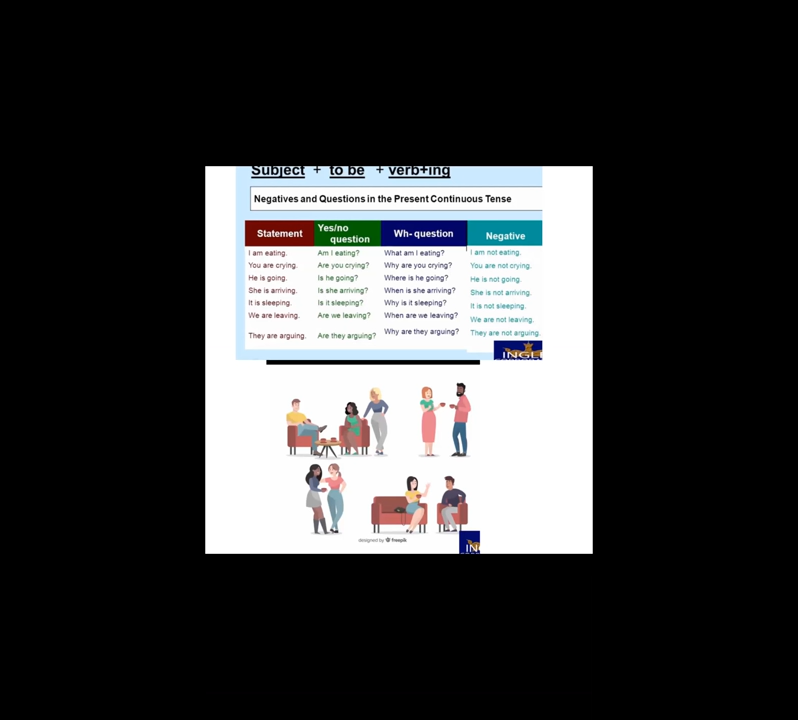 Subject + to be + verb+ing
Negatives and Questions in the Present Continuous Tense
Statement Yes/no question Wh- question Negative
I am eating. Am I eating? What am I eating? I am not eating.
You are crying. Are you crying? Why are you crying? You are not crying.
He is going. Is he going? Where is he going? He is not going.
She is arriving. Is she arriving? When is she arriving? She is not arriving.
It is sleeping. Is it sleeping? Why is it sleeping? It is not sleeping.
We are leaving. Are we leaving? When are we leaving? We are not leaving.
They are arguing. Are they arguing? Why are they arguing? They are not arguing.
INGL
designed by freepik
IN